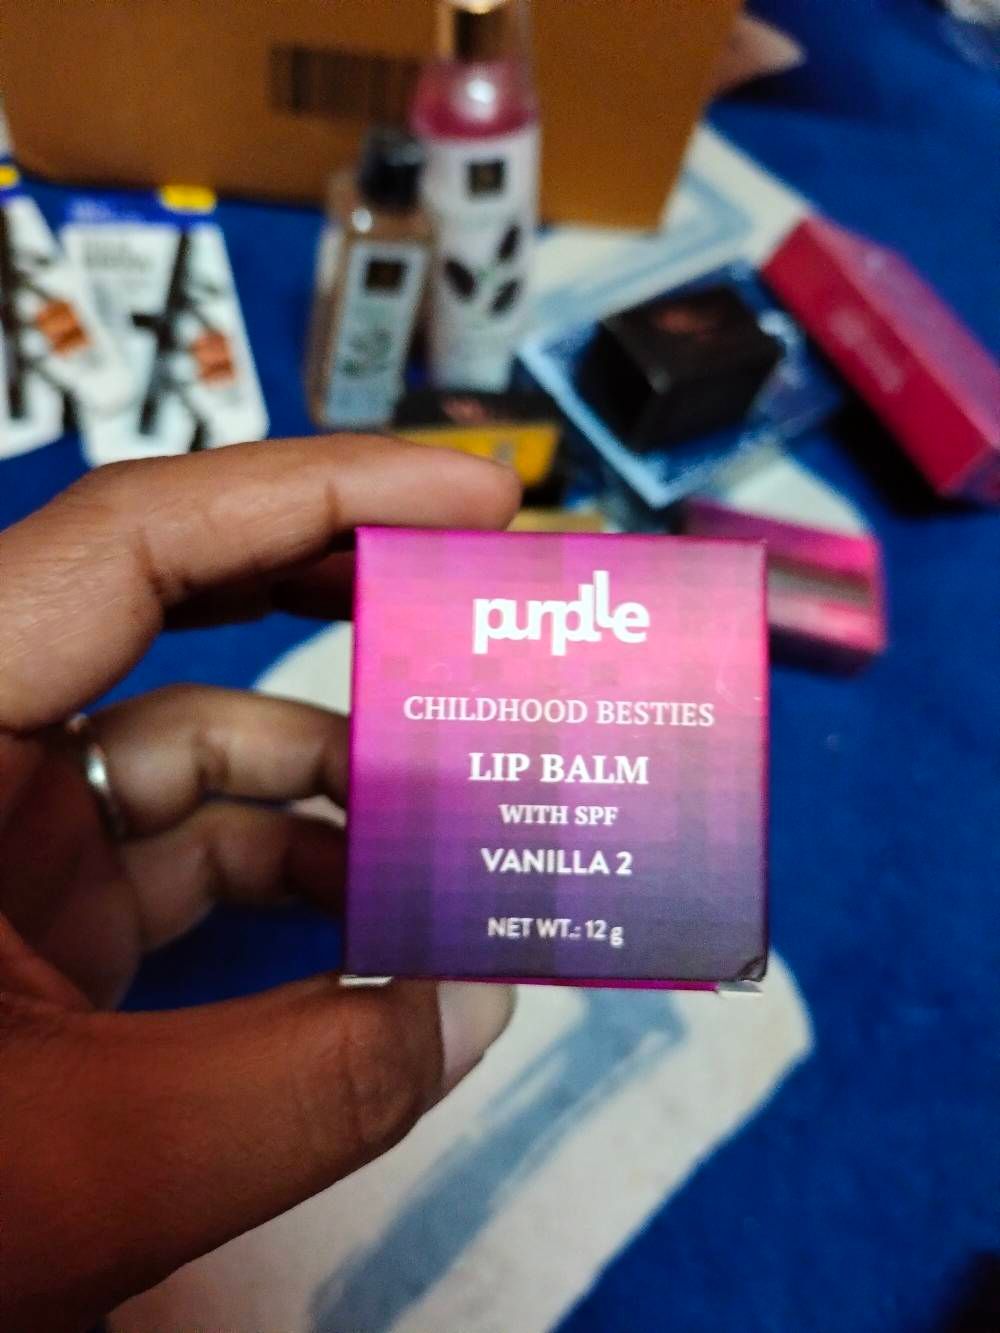 purplle
CHILDHOOD BESTIES
LIP BALM
WITH SPF
VANILLA 2
NET WT.: 12 g